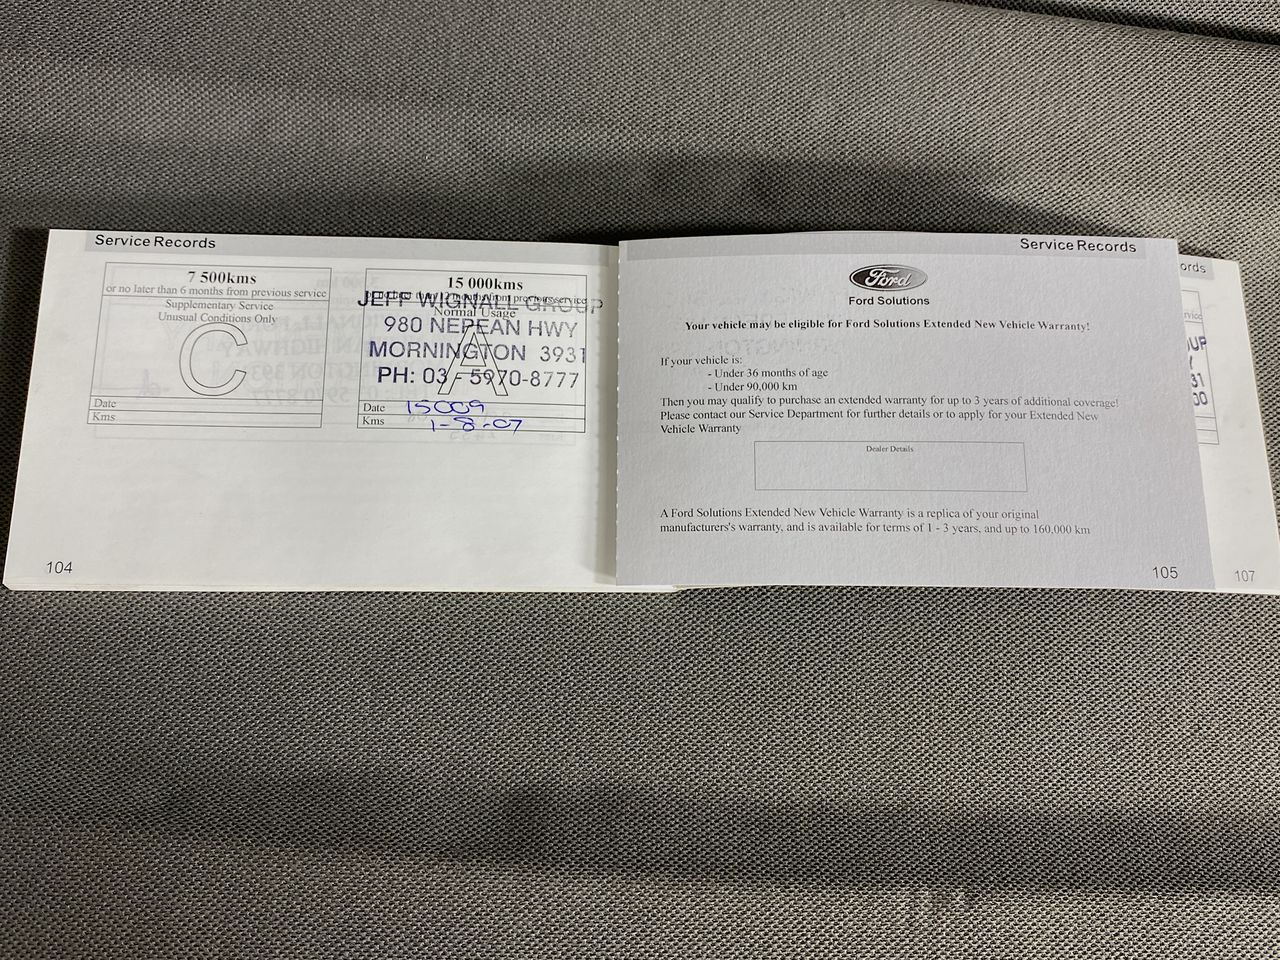 Service Records
7 500kms
or no later than 6 months from previous service
Supplementary Service
Unusual Conditions Only
C
Date
Kms
15 000kms
JEFF WIGNALL GROUP
Normal Usage
980 NEPEAN HWY
MORNINGTON 3931
A
PH: 03 - 5970-8777
Date 15009
Kms 1-8-07
104
Service Records
Ford
Ford Solutions
Your vehicle may be eligible for Ford Solutions Extended New Vehicle Warranty!
If your vehicle is:
- Under 36 months of age
- Under 90,000 km
Then you may qualify to purchase an extended warranty for up to 3 years of additional coverage!
Please contact our Service Department for further details or to apply for your Extended New
Vehicle Warranty
Dealer Details
A Ford Solutions Extended New Vehicle Warranty is a replica of your original
manufacturers's warranty, and is available for terms of 1 - 3 years, and up to 160,000 km
105
ords
UP
31
107